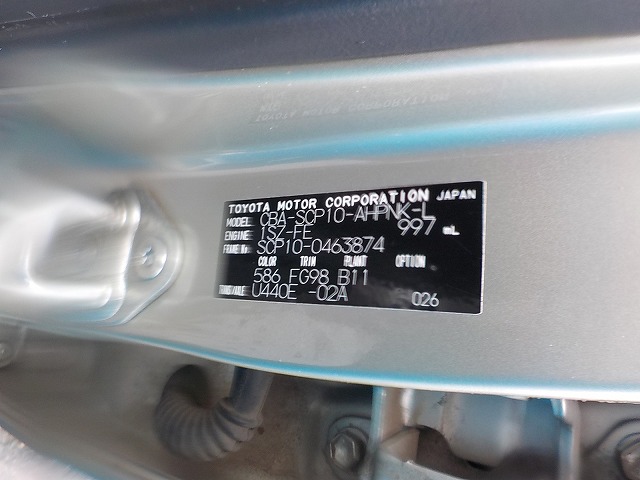 TOYOTA MOTOR CORPORATION JAPAN
MODEL CBA-SCP10-AHPNK-L
ENGINE 1SZ-FE 997 mL
FRAME No. SCP10-0463874
COLOR TRIM PLANT OPTION
586 FG98 B11
TRANS/AXLE U440E -02A 026